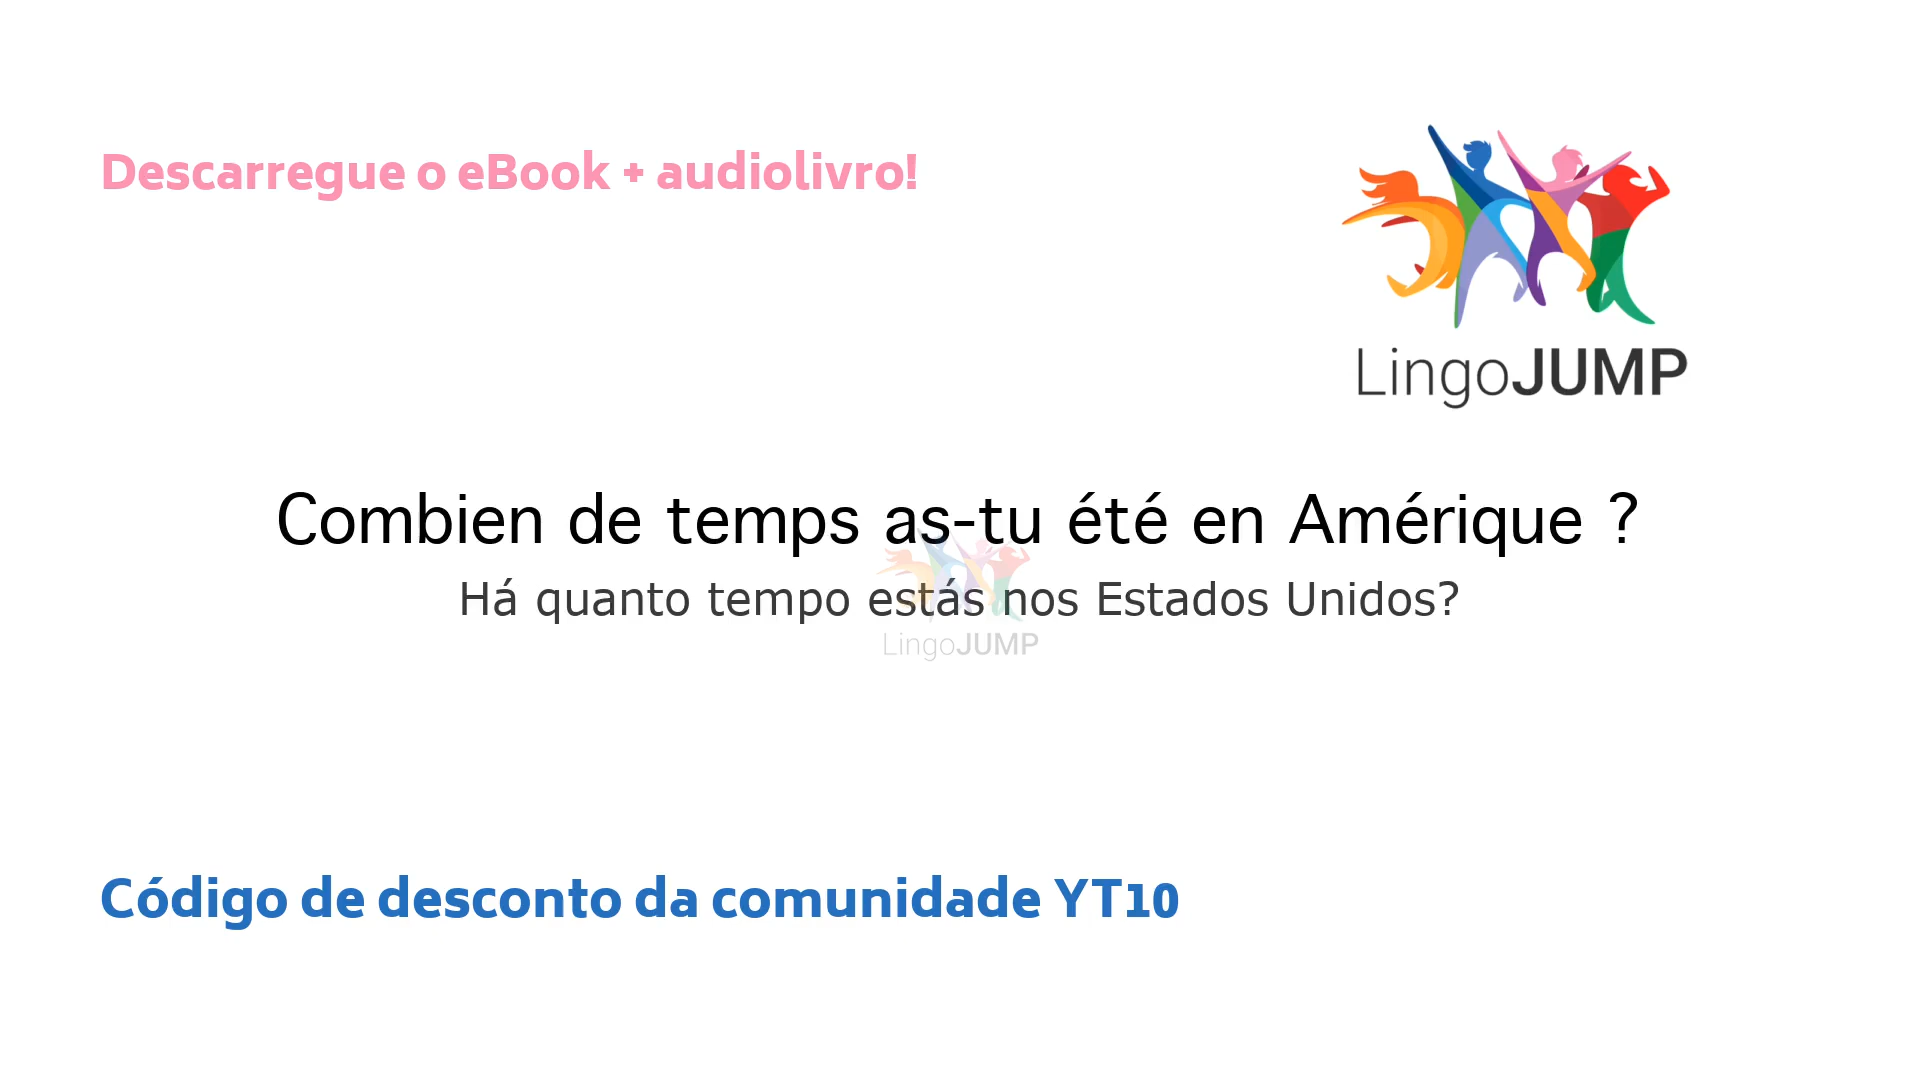 Descarregue o eBook + audiolivro!
LingoJUMP
Combien de temps as-tu été en Amérique ?
Há quanto tempo estás nos Estados Unidos?
LingoJUMP
Código de desconto da comunidade YT10